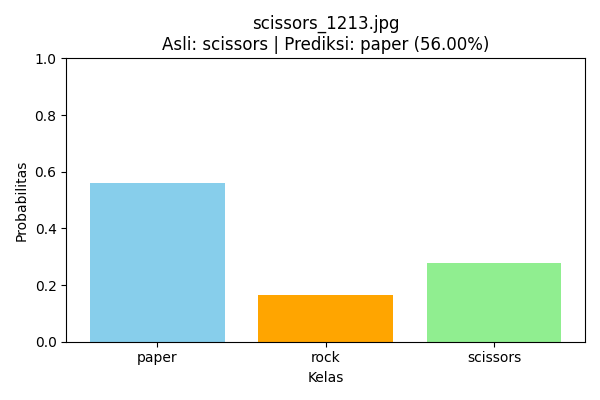 scissors_1213.jpg
Asli: scissors | Prediksi: paper (56.00%)
1.0
0.8
0.6
0.4
0.2
0.0
Probabilitas
paper rock scissors
Kelas